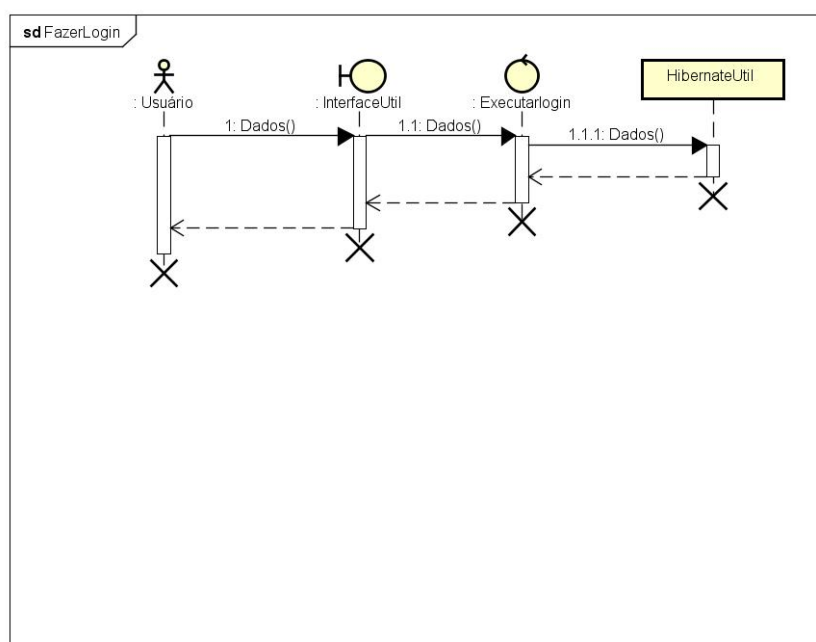 sd FazerLogin
: Usuário
: InterfaceUtil
: Executarlogin
HibernateUtil
1: Dados()
1.1: Dados()
1.1.1: Dados()